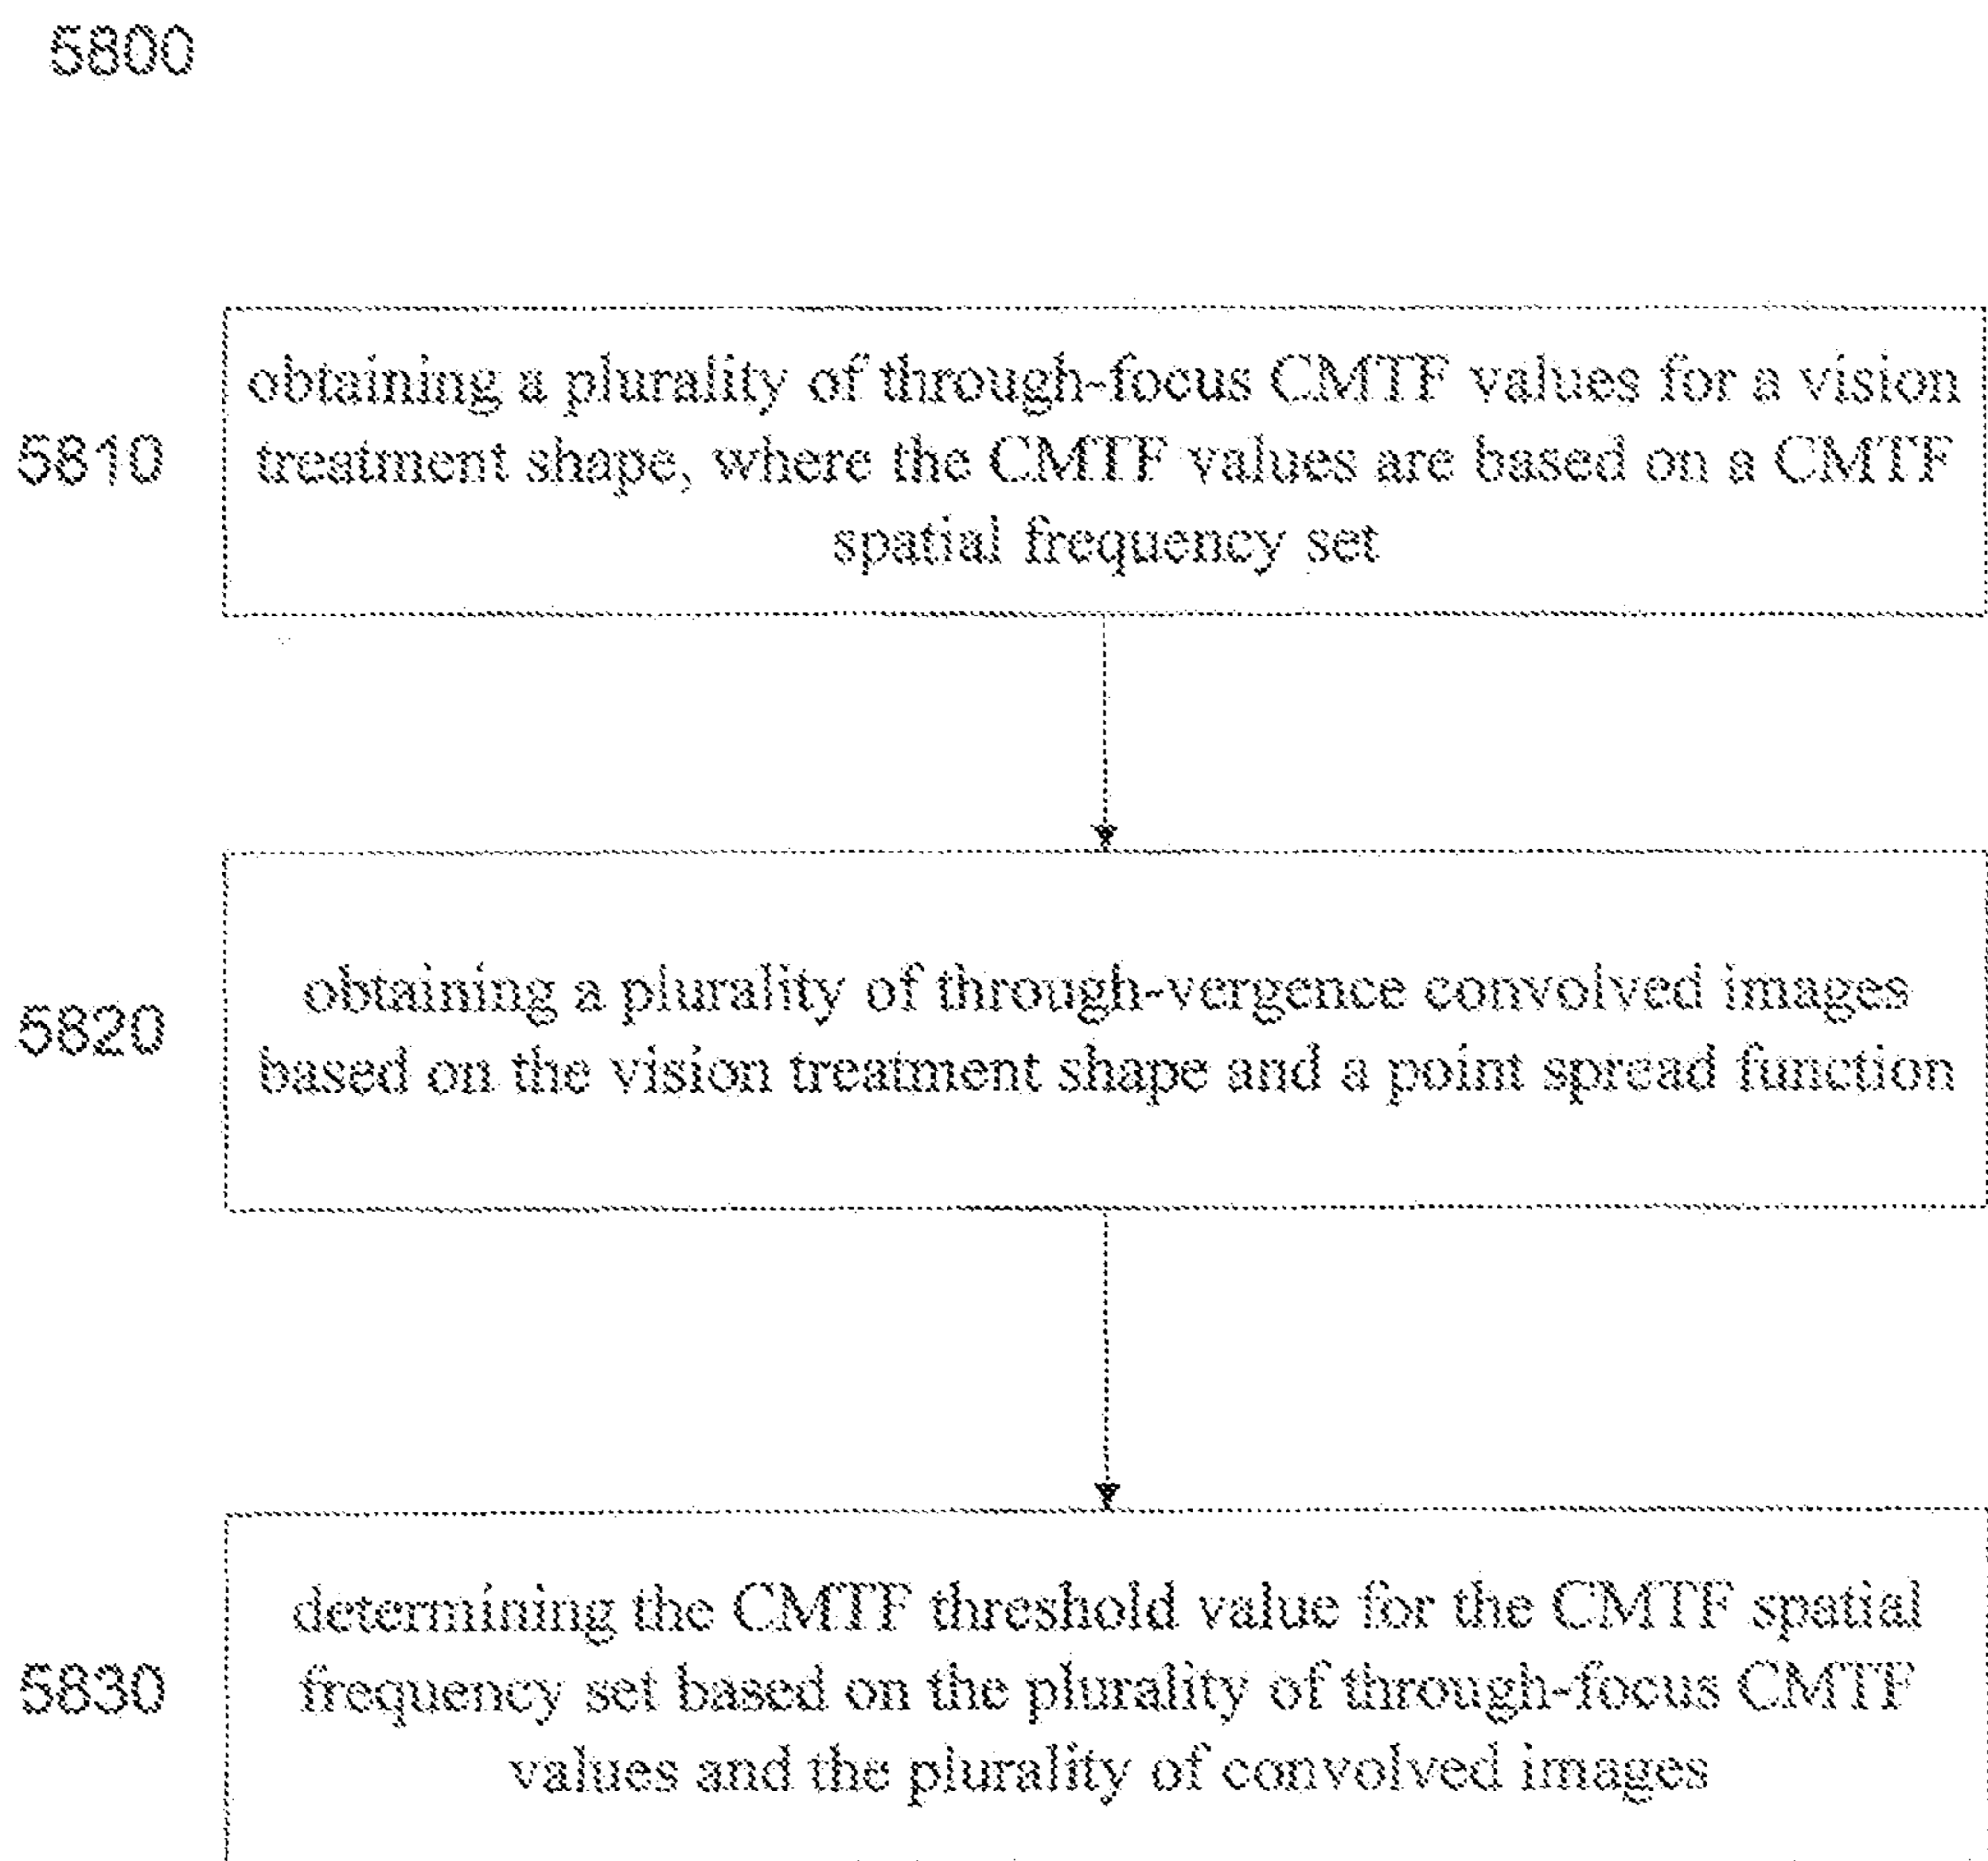 5800
obtaining a plurality of through-focus CMTF values for a vision
5810
treatment shape, where the CMTF values are based on a CMTF
spatial frequency set
obtaining a plurality of through-vergence convolved images
5820
based on the vision treatment shape and a point spread function
determining the CMTF threshold value for the CMTF spatial
5830
frequency set based on the plurality of through-focus CMTF
values and the plurality of convolved images